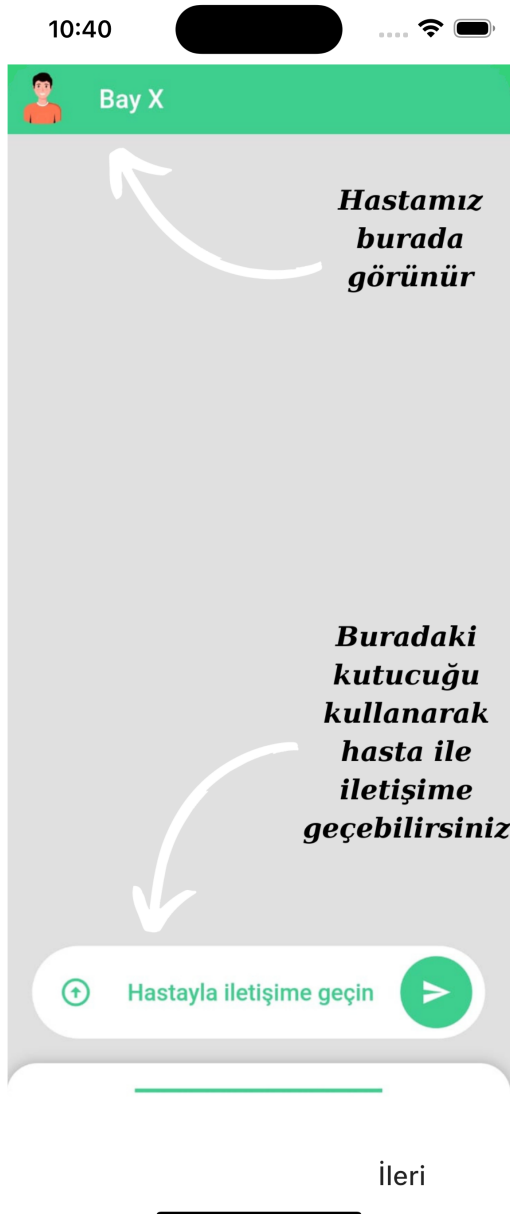 10:40
Bay X
Hastamız
burada
görünür
Buradaki
kutucuğu
kullanarak
hasta ile
iletişime
geçebilirsiniz
Hastayla iletişime geçin
İleri